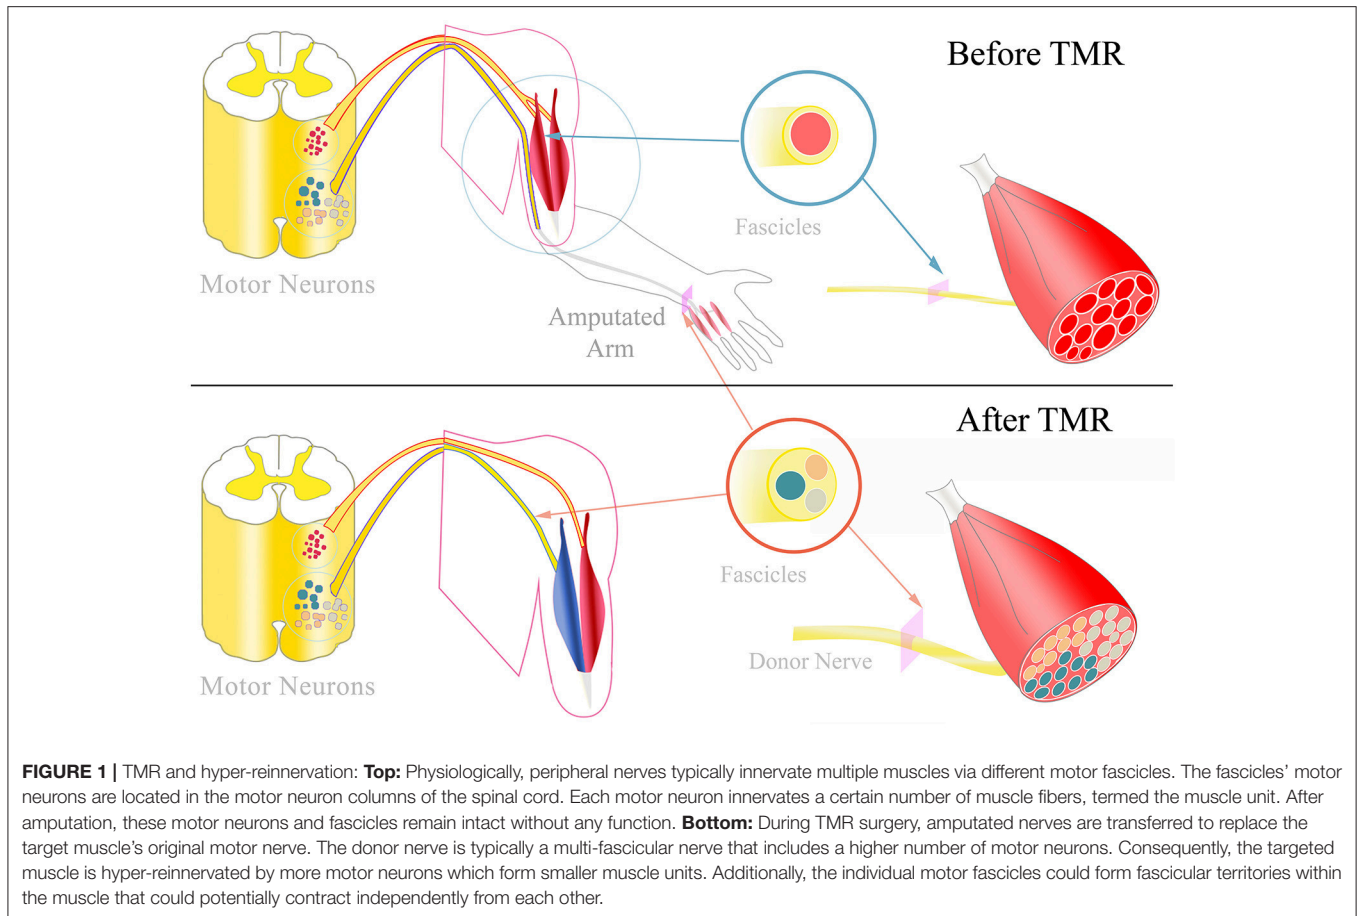 Before TMR
Fascicles
Motor Neurons
Amputated
Arm
After TMR
Fascicles
Donor Nerve
Motor Neurons
FIGURE 1 | TMR and hyper-reinnervation: Top: Physiologically, peripheral nerves typically innervate multiple muscles via different motor fascicles. The fascicles' motor
neurons are located in the motor neuron columns of the spinal cord. Each motor neuron innervates a certain number of muscle fibers, termed the muscle unit. After
amputation, these motor neurons and fascicles remain intact without any function. Bottom: During TMR surgery, amputated nerves are transferred to replace the
target muscle's original motor nerve. The donor nerve is typically a multi-fascicular nerve that includes a higher number of motor neurons. Consequently, the targeted
muscle is hyper-reinnervated by more motor neurons which form smaller muscle units. Additionally, the individual motor fascicles could form fascicular territories within
the muscle that could potentially contract independently from each other.